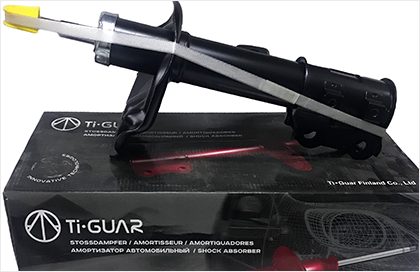 Ti-GUAR
STOSSDAMPFER / AMORTISSEUR / AMORTIGUADORES
АМОРТИЗАТОР АВТОМОБИЛЬНЫЙ / SHOCK ABSORBER
INNOVATIVE TECHNOLOGY
Ti-Guar Finland Co., Ltd
Ti-GUAR
STOSSDAMPFER / AMORTISSEUR / AMORTIGUADORES
АМОРТИЗАТОР АВТОМОБИЛЬНЫЙ / SHOCK ABSORBER